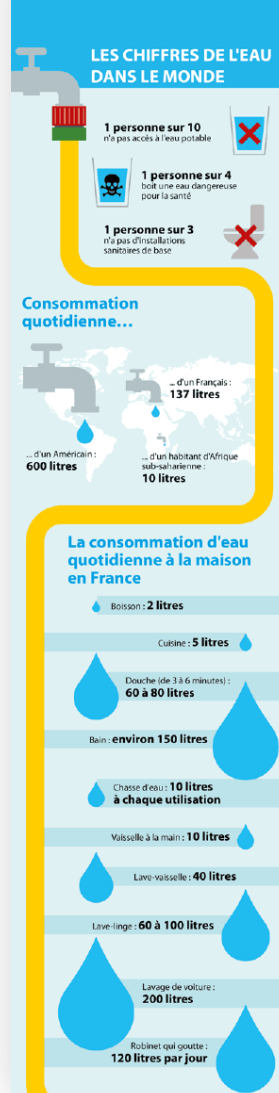 LES CHIFFRES DE L'EAU
DANS LE MONDE
1 personne sur 10
n'a pas accès à l'eau potable
1 personne sur 4
boit une eau dangereuse
pour la santé
1 personne sur 3
n'a pas d'installations
sanitaires de base
Consommation
quotidienne...
... d'un Français :
137 litres
... d'un Américain :
600 litres
... d'un habitant d'Afrique
sub-saharienne :
10 litres
La consommation d'eau
quotidienne à la maison
en France
Boisson : 2 litres
Cuisine : 5 litres
Douche (de 3 à 6 minutes) :
60 à 80 litres
Bain : environ 150 litres
Chasse d'eau : 10 litres
à chaque utilisation
Vaisselle à la main : 10 litres
Lave-vaisselle : 40 litres
Lave-linge : 60 à 100 litres
Lavage de voiture :
200 litres
Robinet qui goutte :
120 litres par jour